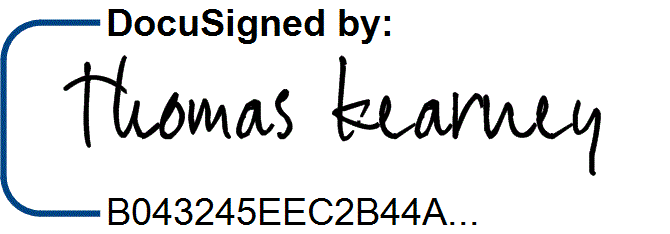 DocuSigned by:
Thomas Kearney
B043245EEC2B44A...